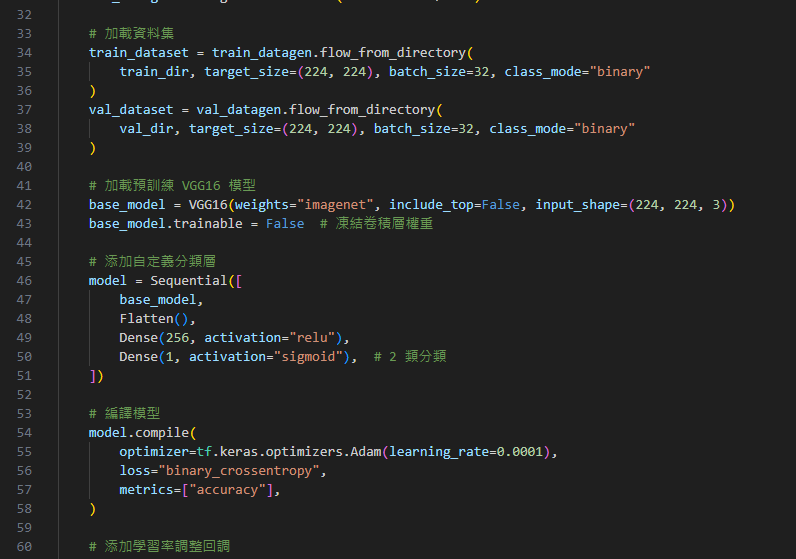 32
33 # 加載資料集
34 train_dataset = train_datagen.flow_from_directory(
35 train_dir, target_size=(224, 224), batch_size=32, class_mode="binary"
36 )
37 val_dataset = val_datagen.flow_from_directory(
38 val_dir, target_size=(224, 224), batch_size=32, class_mode="binary"
39 )
40
41 # 加載預訓練 VGG16 模型
42 base_model = VGG16(weights="imagenet", include_top=False, input_shape=(224, 224, 3))
43 base_model.trainable = False # 凍結卷積層權重
44
45 # 添加自定義分類層
46 model = Sequential([
47 base_model,
48 Flatten(),
49 Dense(256, activation="relu"),
50 Dense(1, activation="sigmoid"), # 2 類分類
51 ])
52
53 # 編譯模型
54 model.compile(
55 optimizer=tf.keras.optimizers.Adam(learning_rate=0.0001),
56 loss="binary_crossentropy",
57 metrics=["accuracy"],
58 )
59
60 # 添加學習率調整回調